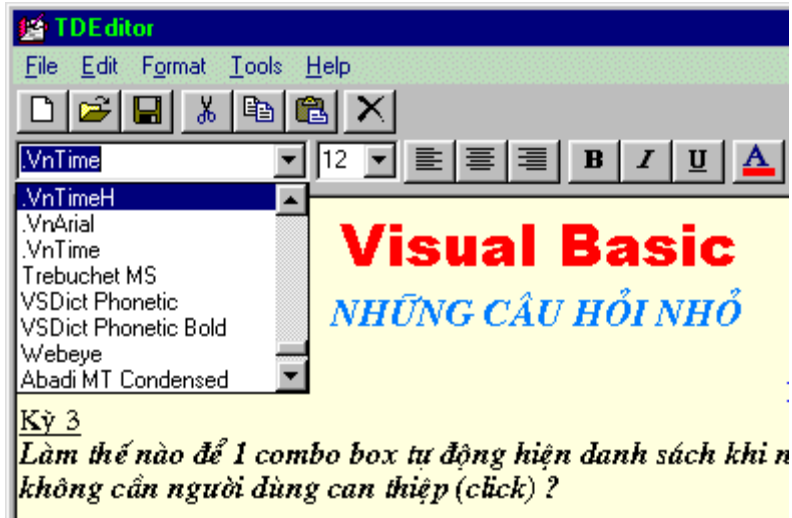 TDEditor
File Edit Format Tools Help
.VnTime 12 B I U A
.VnTimeH
.VnArial
.VnTime
Trebuchet MS
VSDict Phonetic
VSDict Phonetic Bold
Webeye
Abadi MT Condensed
Visual Basic
NHỮNG CÂU HỎI NHỎ
Kỳ 3
Làm thế nào để 1 combo box tự động hiện danh sách khi
không cần người dùng can thiệp (click) ?